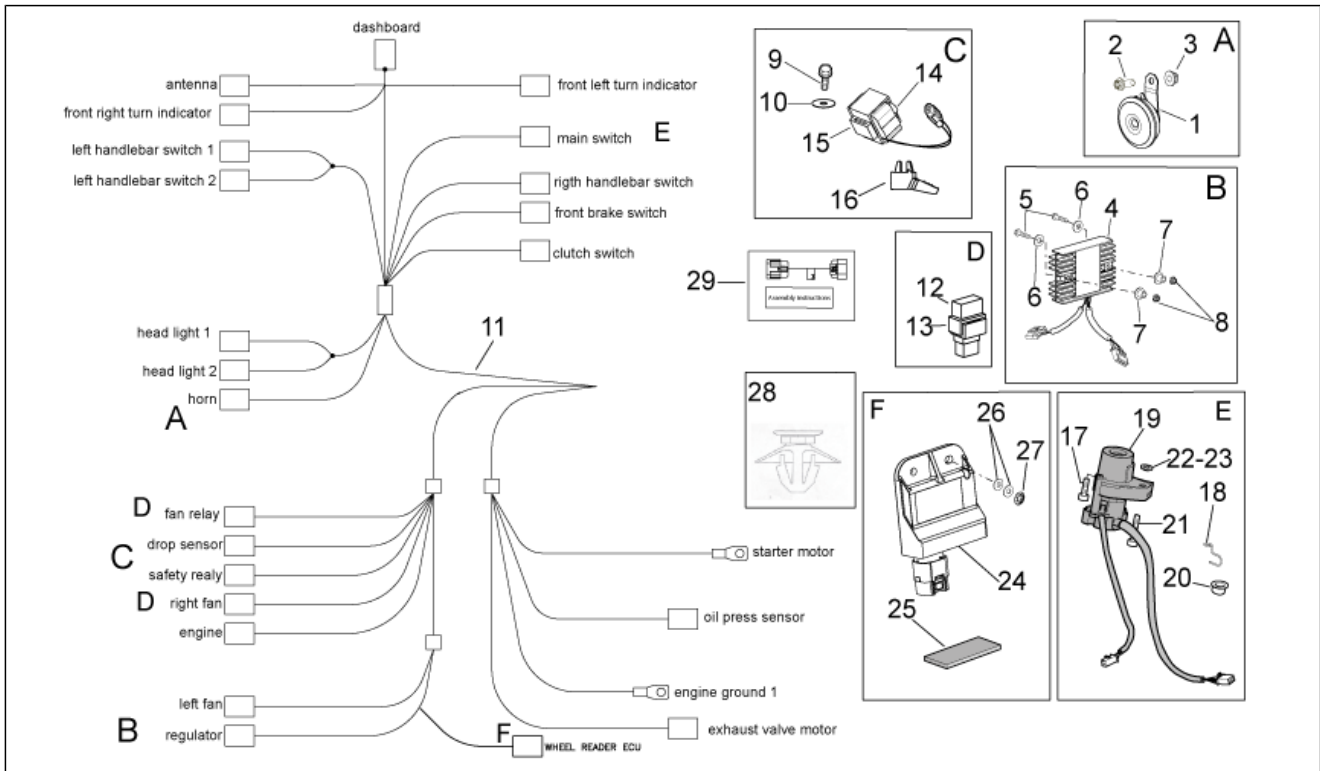 dashboard
antenna
front right turn indicator
left handlebar switch 1
left handlebar switch 2
front left turn indicator
main switch
E
rigth handlebar switch
front brake switch
clutch switch
head light 1
head light 2
horn
A
11
D
fan relay
drop sensor
C
safety realy
D
right fan
engine
left fan
B
regulator
F
WHEEL READER ECU
starter motor
oil press sensor
engine ground 1
exhaust valve motor
C
9
10
14
15
16
A
2
3
1
B
5
6
4
7
6
7
8
29
Assembly instructions
D
12
13
28
F
26
27
24
25
E
17
19
22-23
18
21
20